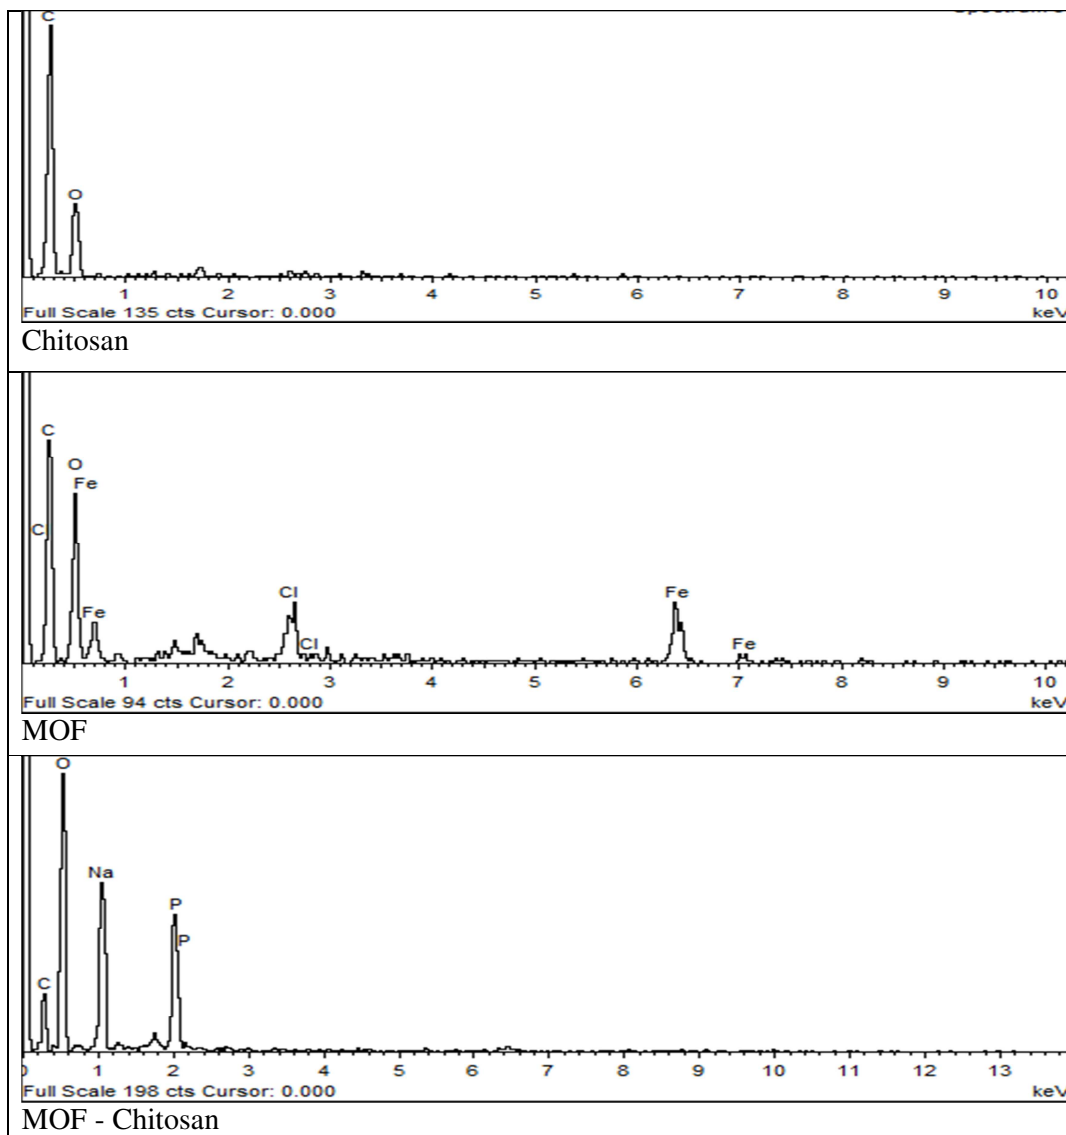 C
O
1 2 3 4 5 6 7 8 9 10
Full Scale 135 cts Cursor: 0.000 keV
Chitosan
C
O
Fe
Cl
Fe
Cl
Cl
Fe
Fe
1 2 3 4 5 6 7 8 9 10
Full Scale 94 cts Cursor: 0.000 keV
MOF
O
Na
P
P
C
0 1 2 3 4 5 6 7 8 9 10 11 12 13
Full Scale 198 cts Cursor: 0.000 keV
MOF - Chitosan